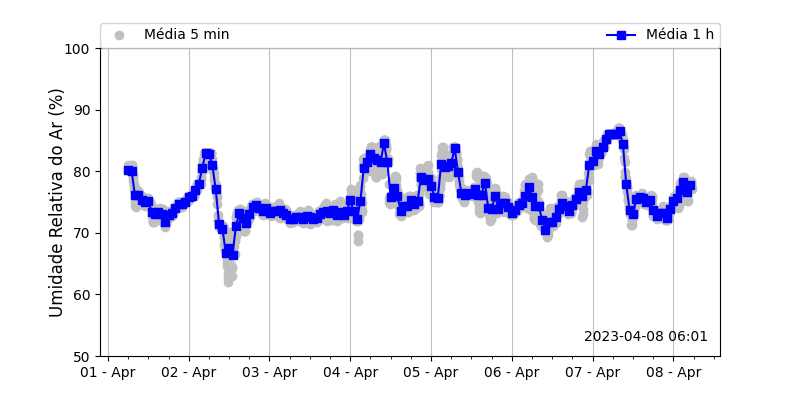 Média 5 min
Média 1 h
Umidade Relativa do Ar (%)
100
90
80
70
60
50
2023-04-08 06:01
01 - Apr
02 - Apr
03 - Apr
04 - Apr
05 - Apr
06 - Apr
07 - Apr
08 - Apr